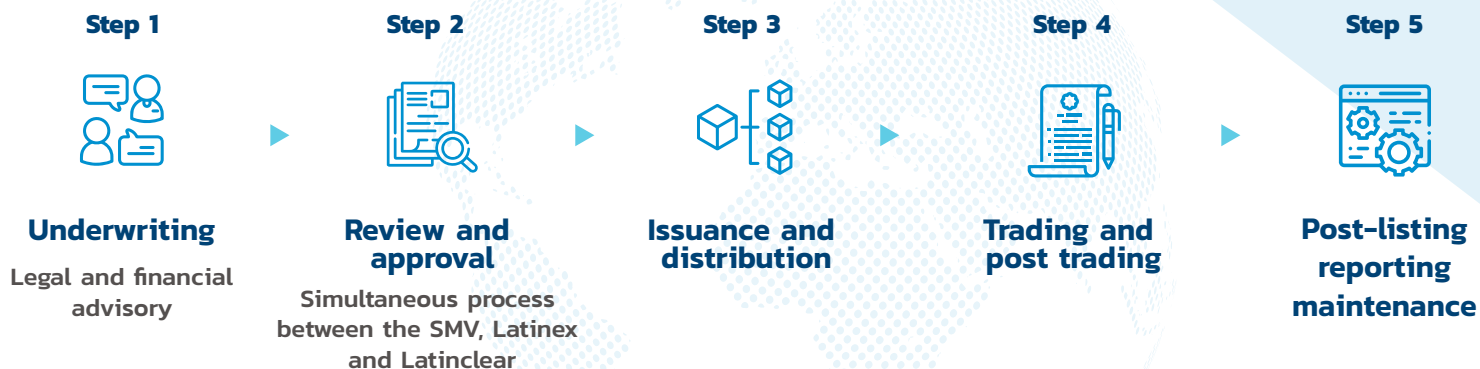 Step 1
Step 2
Step 3
Step 4
Step 5
Underwriting
Legal and financial
advisory
Review and
approval
Simultaneous process
between the SMV, Latinex
and Latinclear
Issuance and
distribution
Trading and
post trading
Post-listing
reporting
maintenance